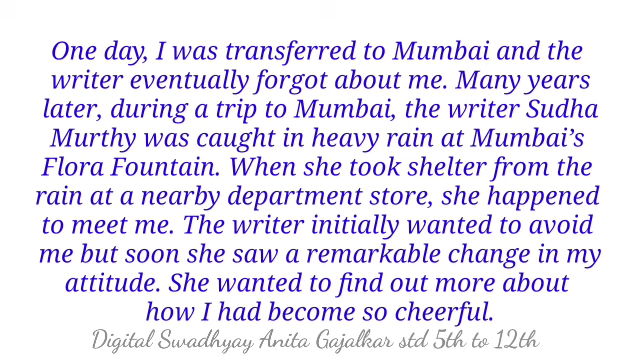 One day, I was transferred to Mumbai and the
writer eventually forgot about me. Many years
later, during a trip to Mumbai, the writer Sudha
Murthy was caught in heavy rain at Mumbai’s
Flora Fountain. When she took shelter from the
rain at a nearby department store, she happened
to meet me. The writer initially wanted to avoid
me but soon she saw a remarkable change in my
attitude. She wanted to find out more about
how I had become so cheerful.
Digital Swadhyay Anita Gajalkar std 5th to 12th